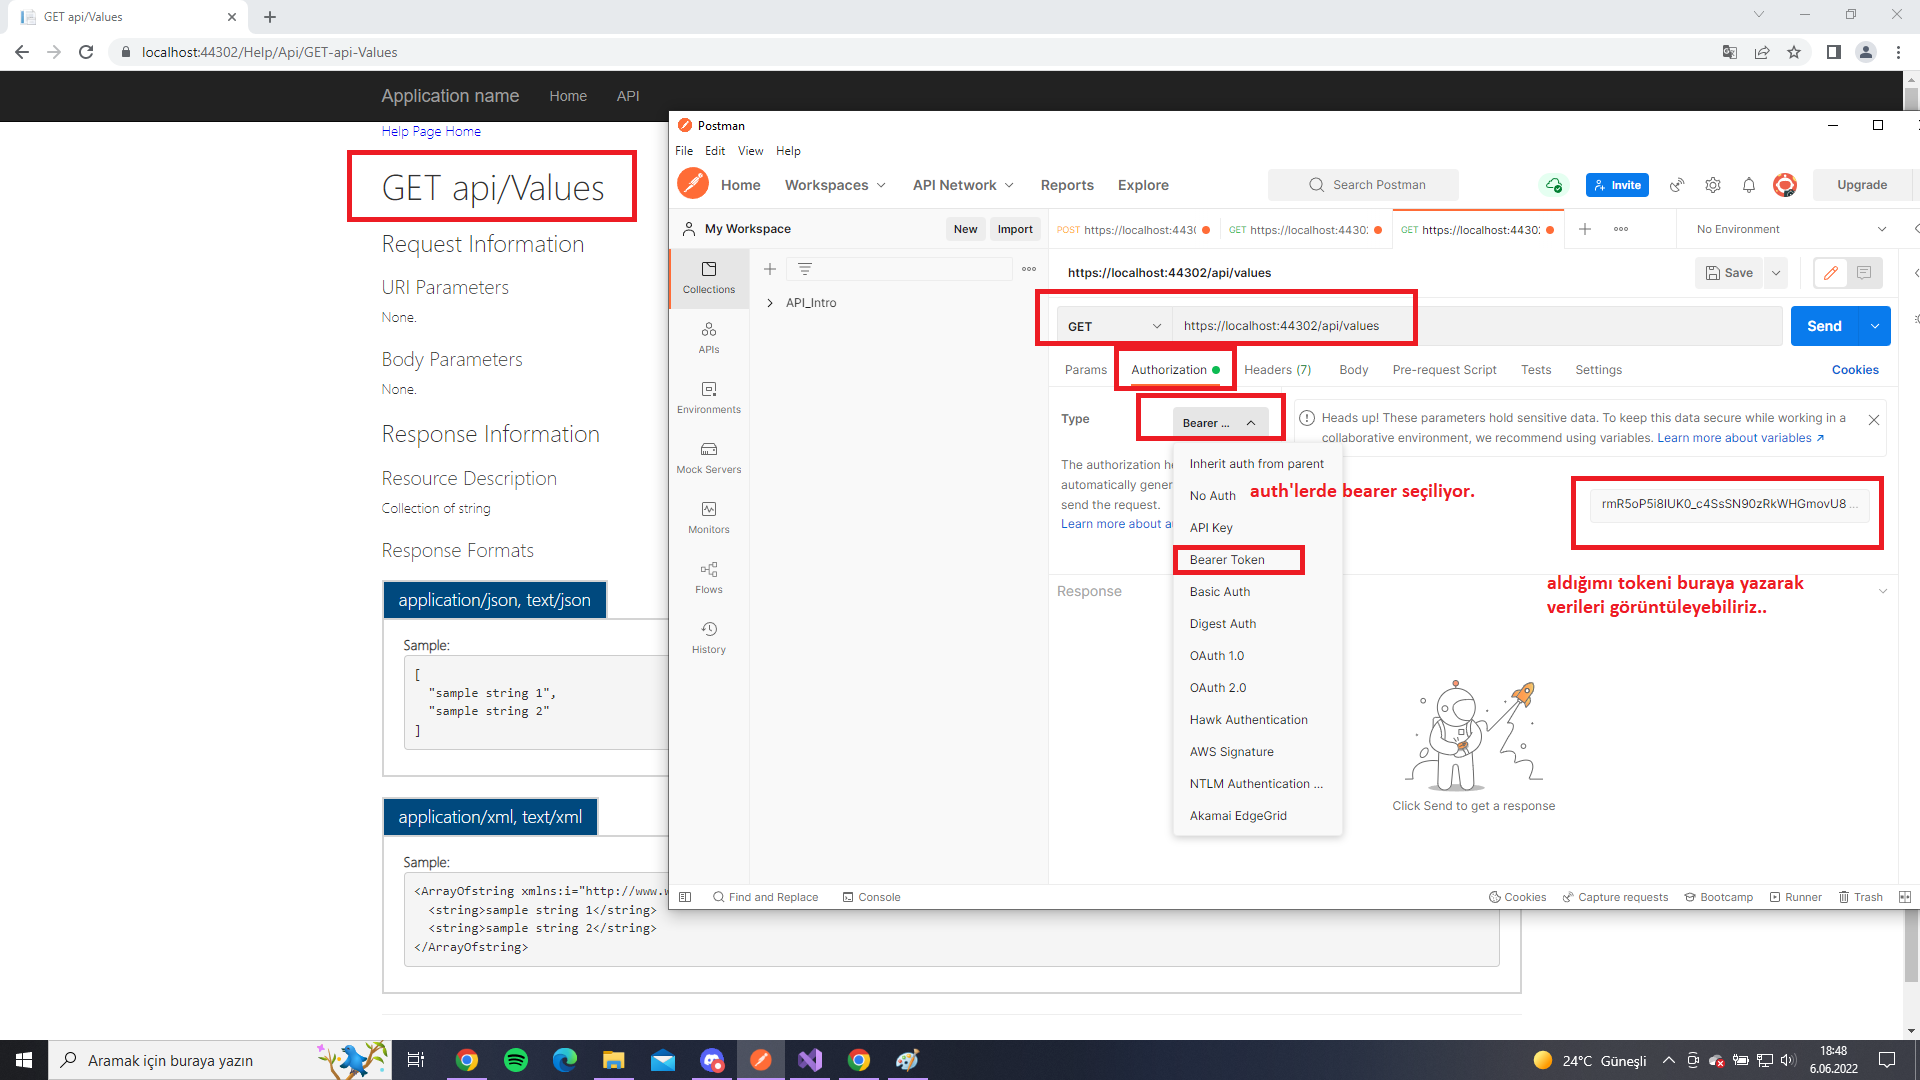 GET api/Values
localhost:44302/Help/Api/GET-api-Values
Application name
Home
API
Help Page Home
GET api/Values
Request Information
URI Parameters
None.
Body Parameters
None.
Response Information
Resource Description
Collection of string
Response Formats
application/json, text/json
Sample:
[
"sample string 1",
"sample string 2"
]
application/xml, text/xml
Sample:
<ArrayOfstring xmlns:i="http://www.
<string>sample string 1</string>
<string>sample string 2</string>
</ArrayOfstring>
Postman
File Edit View Help
Home Workspaces API Network Reports Explore
Search Postman
Invite
Upgrade
My Workspace
New
Import
POST https://localhost:4430
GET https://localhost:4430
GET https://localhost:4430
No Environment
Collections
APIs
Environments
Mock Servers
Monitors
Flows
History
API_Intro
https://localhost:44302/api/values
Save
GET
https://localhost:44302/api/values
Send
Params Authorization Headers (7) Body Pre-request Script Tests Settings
Cookies
Type
Bearer ...
Heads up! These parameters hold sensitive data. To keep this data secure while working in a
collaborative environment, we recommend using variables. Learn more about variables
The authorization he
automatically gener
send the request.
Learn more about a
Inherit auth from parent
No Auth
API Key
Bearer Token
Basic Auth
Digest Auth
OAuth 1.0
OAuth 2.0
Hawk Authentication
AWS Signature
NTLM Authentication ...
Akamai EdgeGrid
auth'lerde bearer seçiliyor.
rmR5oP5i8IUK0_c4SsSN90zRkWHGmovU8 ...
aldığımı tokeni buraya yazarak
verileri görüntüleyebiliriz..
Response
Click Send to get a response
Find and Replace
Console
Cookies
Capture requests
Bootcamp
Runner
Trash
Aramak için buraya yazın
24°C Güneşli
18:48
6.06.2022